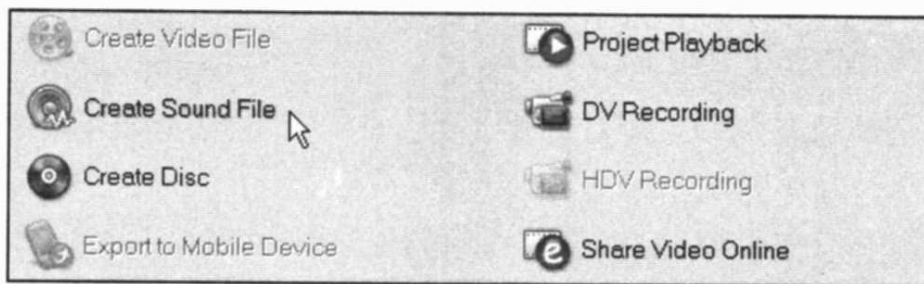 Create Video File
Create Sound File
Create Disc
Export to Mobile Device
Project Playback
DV Recording
HDV Recording
Share Video Online